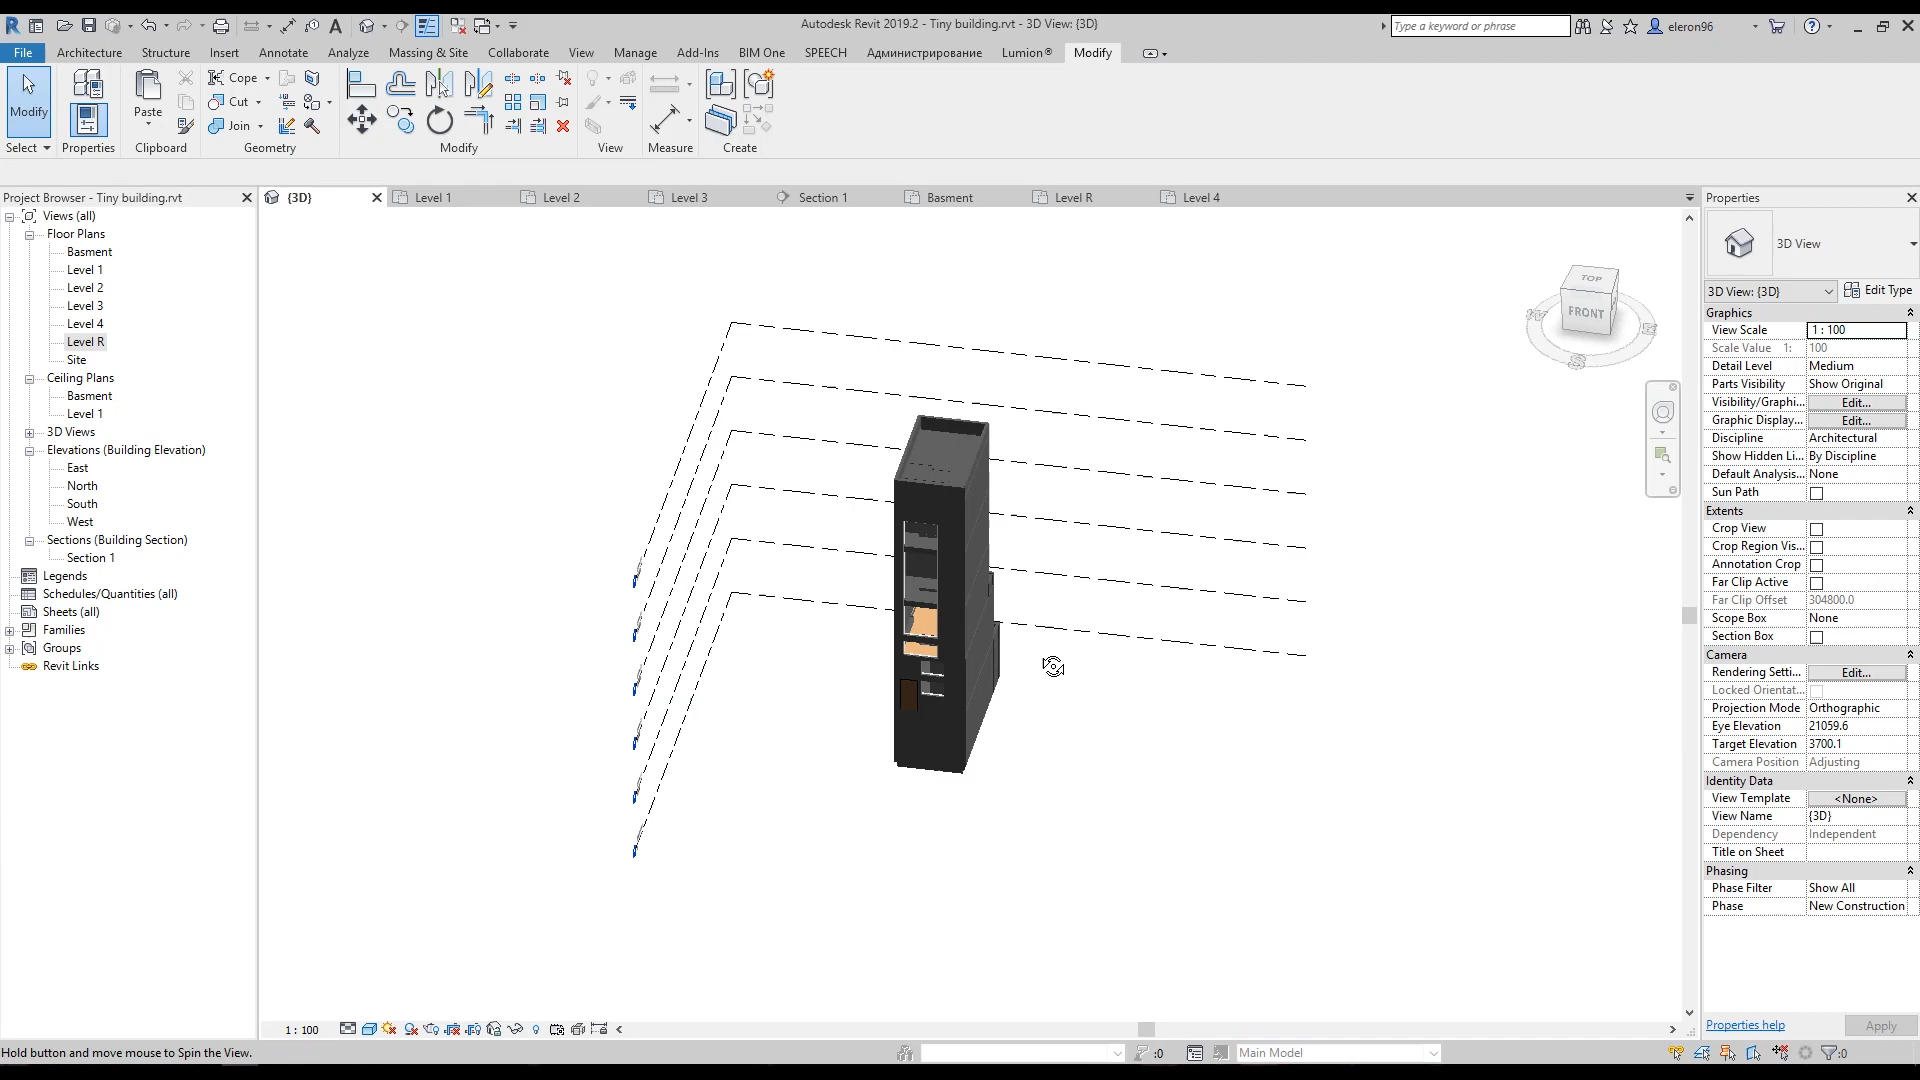 Autodesk Revit 2019.2 - Tiny building.rvt - 3D View: {3D}
Type a keyword or phrase
eleron96
File Architecture Structure Insert Annotate Analyze Massing & Site Collaborate View Manage Add-Ins BIM One SPEECH Администрирование Lumion® Modify
Modify
Paste
Cope
Cut
Join
Select Properties Clipboard Geometry Modify View Measure Create
Project Browser - Tiny building.rvt
{3D} Level 1 Level 2 Level 3 Section 1 Basment Level R Level 4
Views (all)
Floor Plans
Basment
Level 1
Level 2
Level 3
Level 4
Level R
Site
Ceiling Plans
Basment
Level 1
3D Views
Elevations (Building Elevation)
East
North
South
West
Sections (Building Section)
Section 1
Legends
Schedules/Quantities (all)
Sheets (all)
Families
Groups
Revit Links
TOP
FRONT
S
Properties
3D View
3D View: {3D} Edit Type
Graphics
View Scale 1 : 100
Scale Value 1: 100
Detail Level Medium
Parts Visibility Show Original
Visibility/Graphi... Edit...
Graphic Display... Edit...
Discipline Architectural
Show Hidden Li... By Discipline
Default Analysis... None
Sun Path
Extents
Crop View
Crop Region Vis...
Annotation Crop
Far Clip Active
Far Clip Offset 304800.0
Scope Box None
Section Box
Camera
Rendering Setti... Edit...
Locked Orientat...
Projection Mode Orthographic
Eye Elevation 21059.6
Target Elevation 3700.1
Camera Position Adjusting
Identity Data
View Template <None>
View Name {3D}
Dependency Independent
Title on Sheet
Phasing
Phase Filter Show All
Phase New Construction
Properties help Apply
1 : 100
Hold button and move mouse to Spin the View.
:0
Main Model
:0